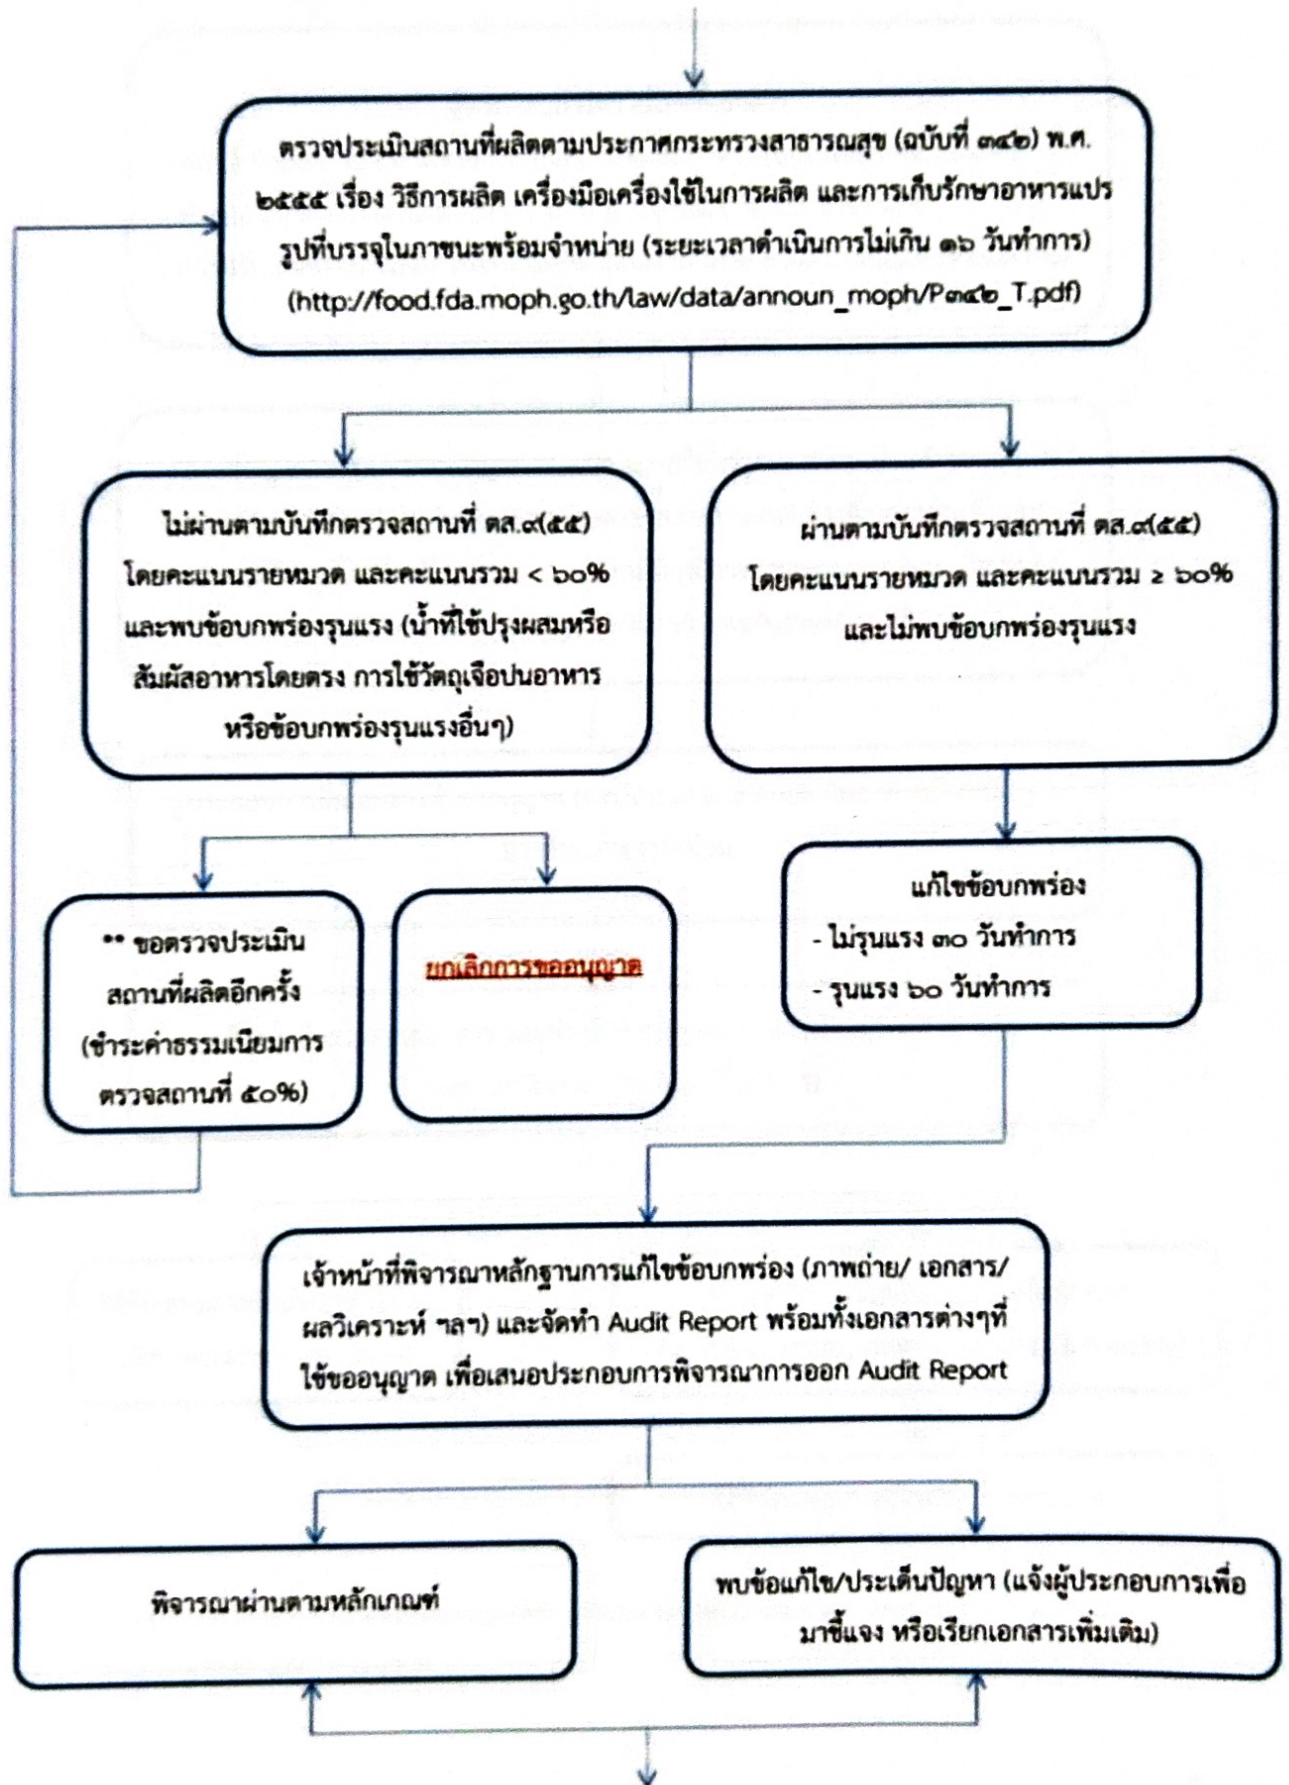 ตรวจประเมินสถานที่ผลิตตามประกาศกระทรวงสาธารณสุข (ฉบับที่ ๓๔๒) พ.ศ.
๒๕๕๕ เรื่อง วิธีการผลิต เครื่องมือเครื่องใช้ในการผลิต และการเก็บรักษาอาหารแปร
รูปที่บรรจุในภาชนะพร้อมจำหน่าย (ระยะเวลาดำเนินการไม่เกิน ๑๖ วันทำการ)
(http://food.fda.moph.go.th/law/data/announ_moph/P๓๔๒_T.pdf)
ไม่ผ่านตามบันทึกตรวจสถานที่ ตส.๙(๕๕)
โดยคะแนนรายหมวด และคะแนนรวม < ๖๐%
และพบข้อบกพร่องรุนแรง (น้ำที่ใช้ปรุงผสมหรือ
สัมผัสอาหารโดยตรง การใช้วัตถุเจือปนอาหาร
หรือข้อบกพร่องรุนแรงอื่นๆ)
ผ่านตามบันทึกตรวจสถานที่ ตส.๙(๕๕)
โดยคะแนนรายหมวด และคะแนนรวม ≥ ๖๐%
และไม่พบข้อบกพร่องรุนแรง
** ขอตรวจประเมิน
สถานที่ผลิตอีกครั้ง
(ชำระค่าธรรมเนียมการ
ตรวจสถานที่ ๕๐%)
ยกเลิกการขออนุญาต
แก้ไขข้อบกพร่อง
- ไม่รุนแรง ๓๐ วันทำการ
- รุนแรง ๖๐ วันทำการ
เจ้าหน้าที่พิจารณาหลักฐานการแก้ไขข้อบกพร่อง (ภาพถ่าย/ เอกสาร/
ผลวิเคราะห์ ฯลฯ) และจัดทำ Audit Report พร้อมทั้งเอกสารต่างๆที่
ใช้ขออนุญาต เพื่อเสนอประกอบการพิจารณาการออก Audit Report
พิจารณาผ่านตามหลักเกณฑ์
พบข้อแก้ไข/ประเด็นปัญหา (แจ้งผู้ประกอบการเพื่อ
มาชี้แจง หรือเรียกเอกสารเพิ่มเติม)